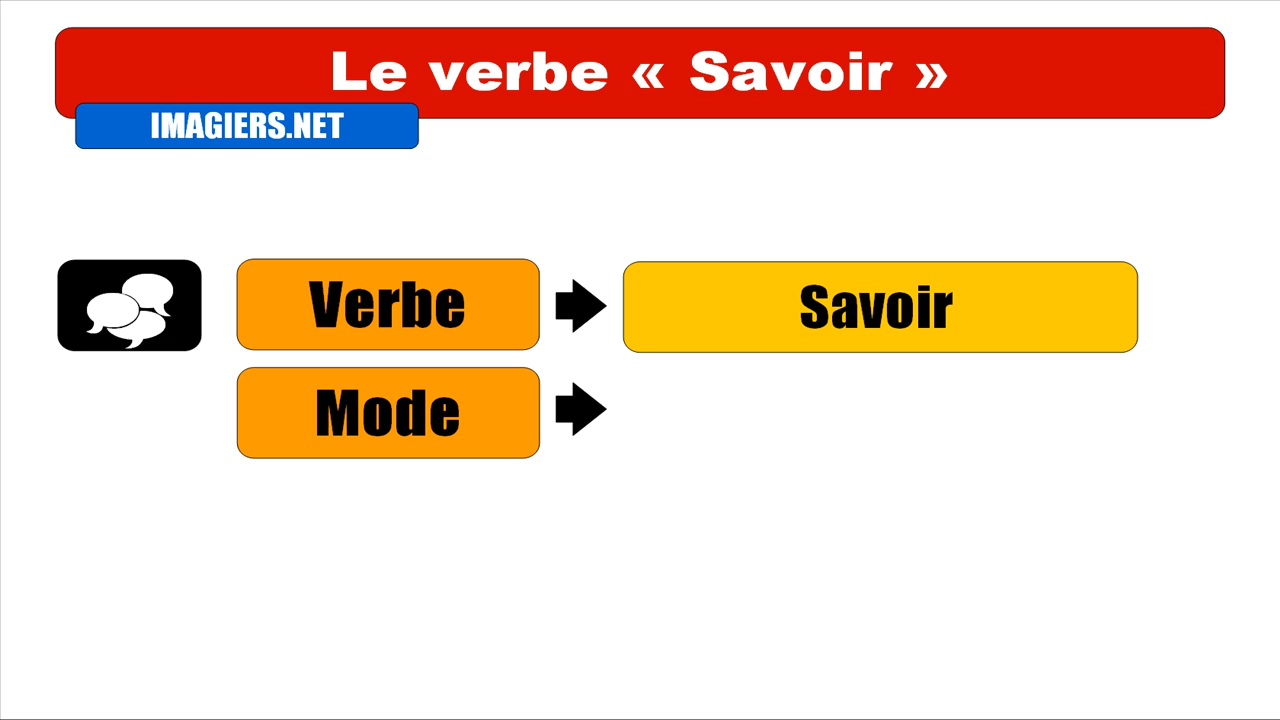 Le verbe « Savoir »
IMAGIERS.NET
Verbe
Savoir
Mode